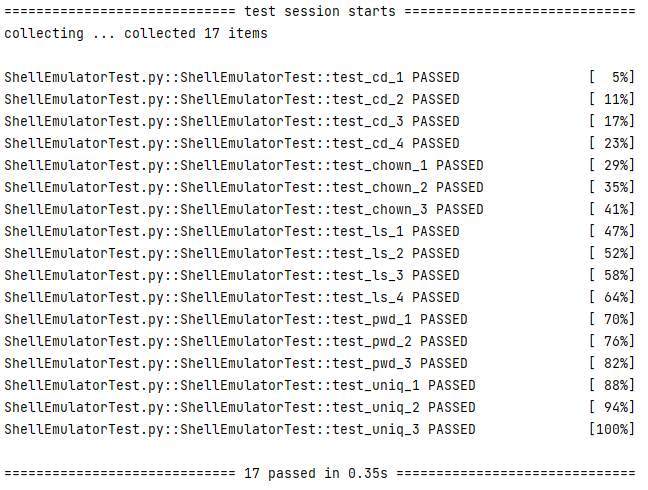 ============================= test session starts =============================
collecting ... collected 17 items
ShellEmulatorTest.py::ShellEmulatorTest::test_cd_1 PASSED                [  5%]
ShellEmulatorTest.py::ShellEmulatorTest::test_cd_2 PASSED                [ 11%]
ShellEmulatorTest.py::ShellEmulatorTest::test_cd_3 PASSED                [ 17%]
ShellEmulatorTest.py::ShellEmulatorTest::test_cd_4 PASSED                [ 23%]
ShellEmulatorTest.py::ShellEmulatorTest::test_chown_1 PASSED             [ 29%]
ShellEmulatorTest.py::ShellEmulatorTest::test_chown_2 PASSED             [ 35%]
ShellEmulatorTest.py::ShellEmulatorTest::test_chown_3 PASSED             [ 41%]
ShellEmulatorTest.py::ShellEmulatorTest::test_ls_1 PASSED                [ 47%]
ShellEmulatorTest.py::ShellEmulatorTest::test_ls_2 PASSED                [ 52%]
ShellEmulatorTest.py::ShellEmulatorTest::test_ls_3 PASSED                [ 58%]
ShellEmulatorTest.py::ShellEmulatorTest::test_ls_4 PASSED                [ 64%]
ShellEmulatorTest.py::ShellEmulatorTest::test_pwd_1 PASSED               [ 70%]
ShellEmulatorTest.py::ShellEmulatorTest::test_pwd_2 PASSED               [ 76%]
ShellEmulatorTest.py::ShellEmulatorTest::test_pwd_3 PASSED               [ 82%]
ShellEmulatorTest.py::ShellEmulatorTest::test_uniq_1 PASSED              [ 88%]
ShellEmulatorTest.py::ShellEmulatorTest::test_uniq_2 PASSED              [ 94%]
ShellEmulatorTest.py::ShellEmulatorTest::test_uniq_3 PASSED              [100%]
============================= 17 passed in 0.35s ==============================